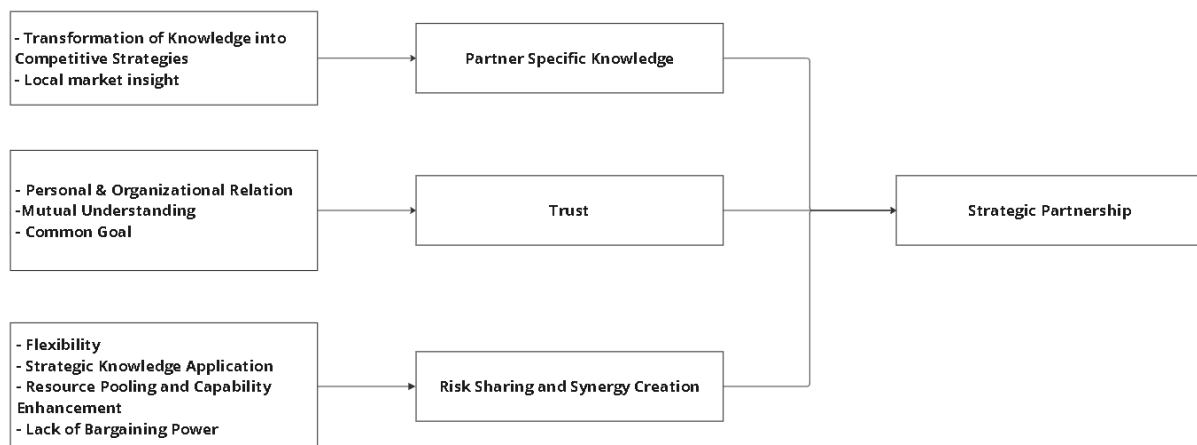 - Transformation of Knowledge into
Competitive Strategies
- Local market insight
Partner Specific Knowledge
- Personal & Organizational Relation
-Mutual Understanding
- Common Goal
Trust
Strategic Partnership
- Flexibility
- Strategic Knowledge Application
- Resource Pooling and Capability
Enhancement
- Lack of Bargaining Power
Risk Sharing and Synergy Creation